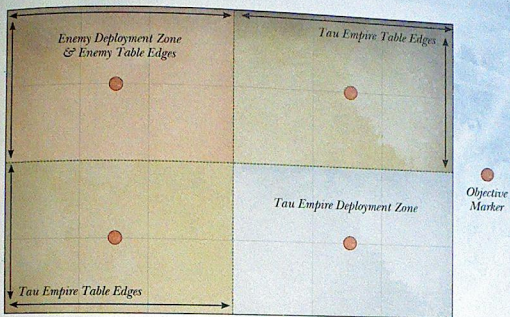 Enemy Deployment Zone
& Enemy Table Edges
Tau Empire Table Edges
Tau Empire Deployment Zone
Objective
Marker
Tau Empire Table Edges